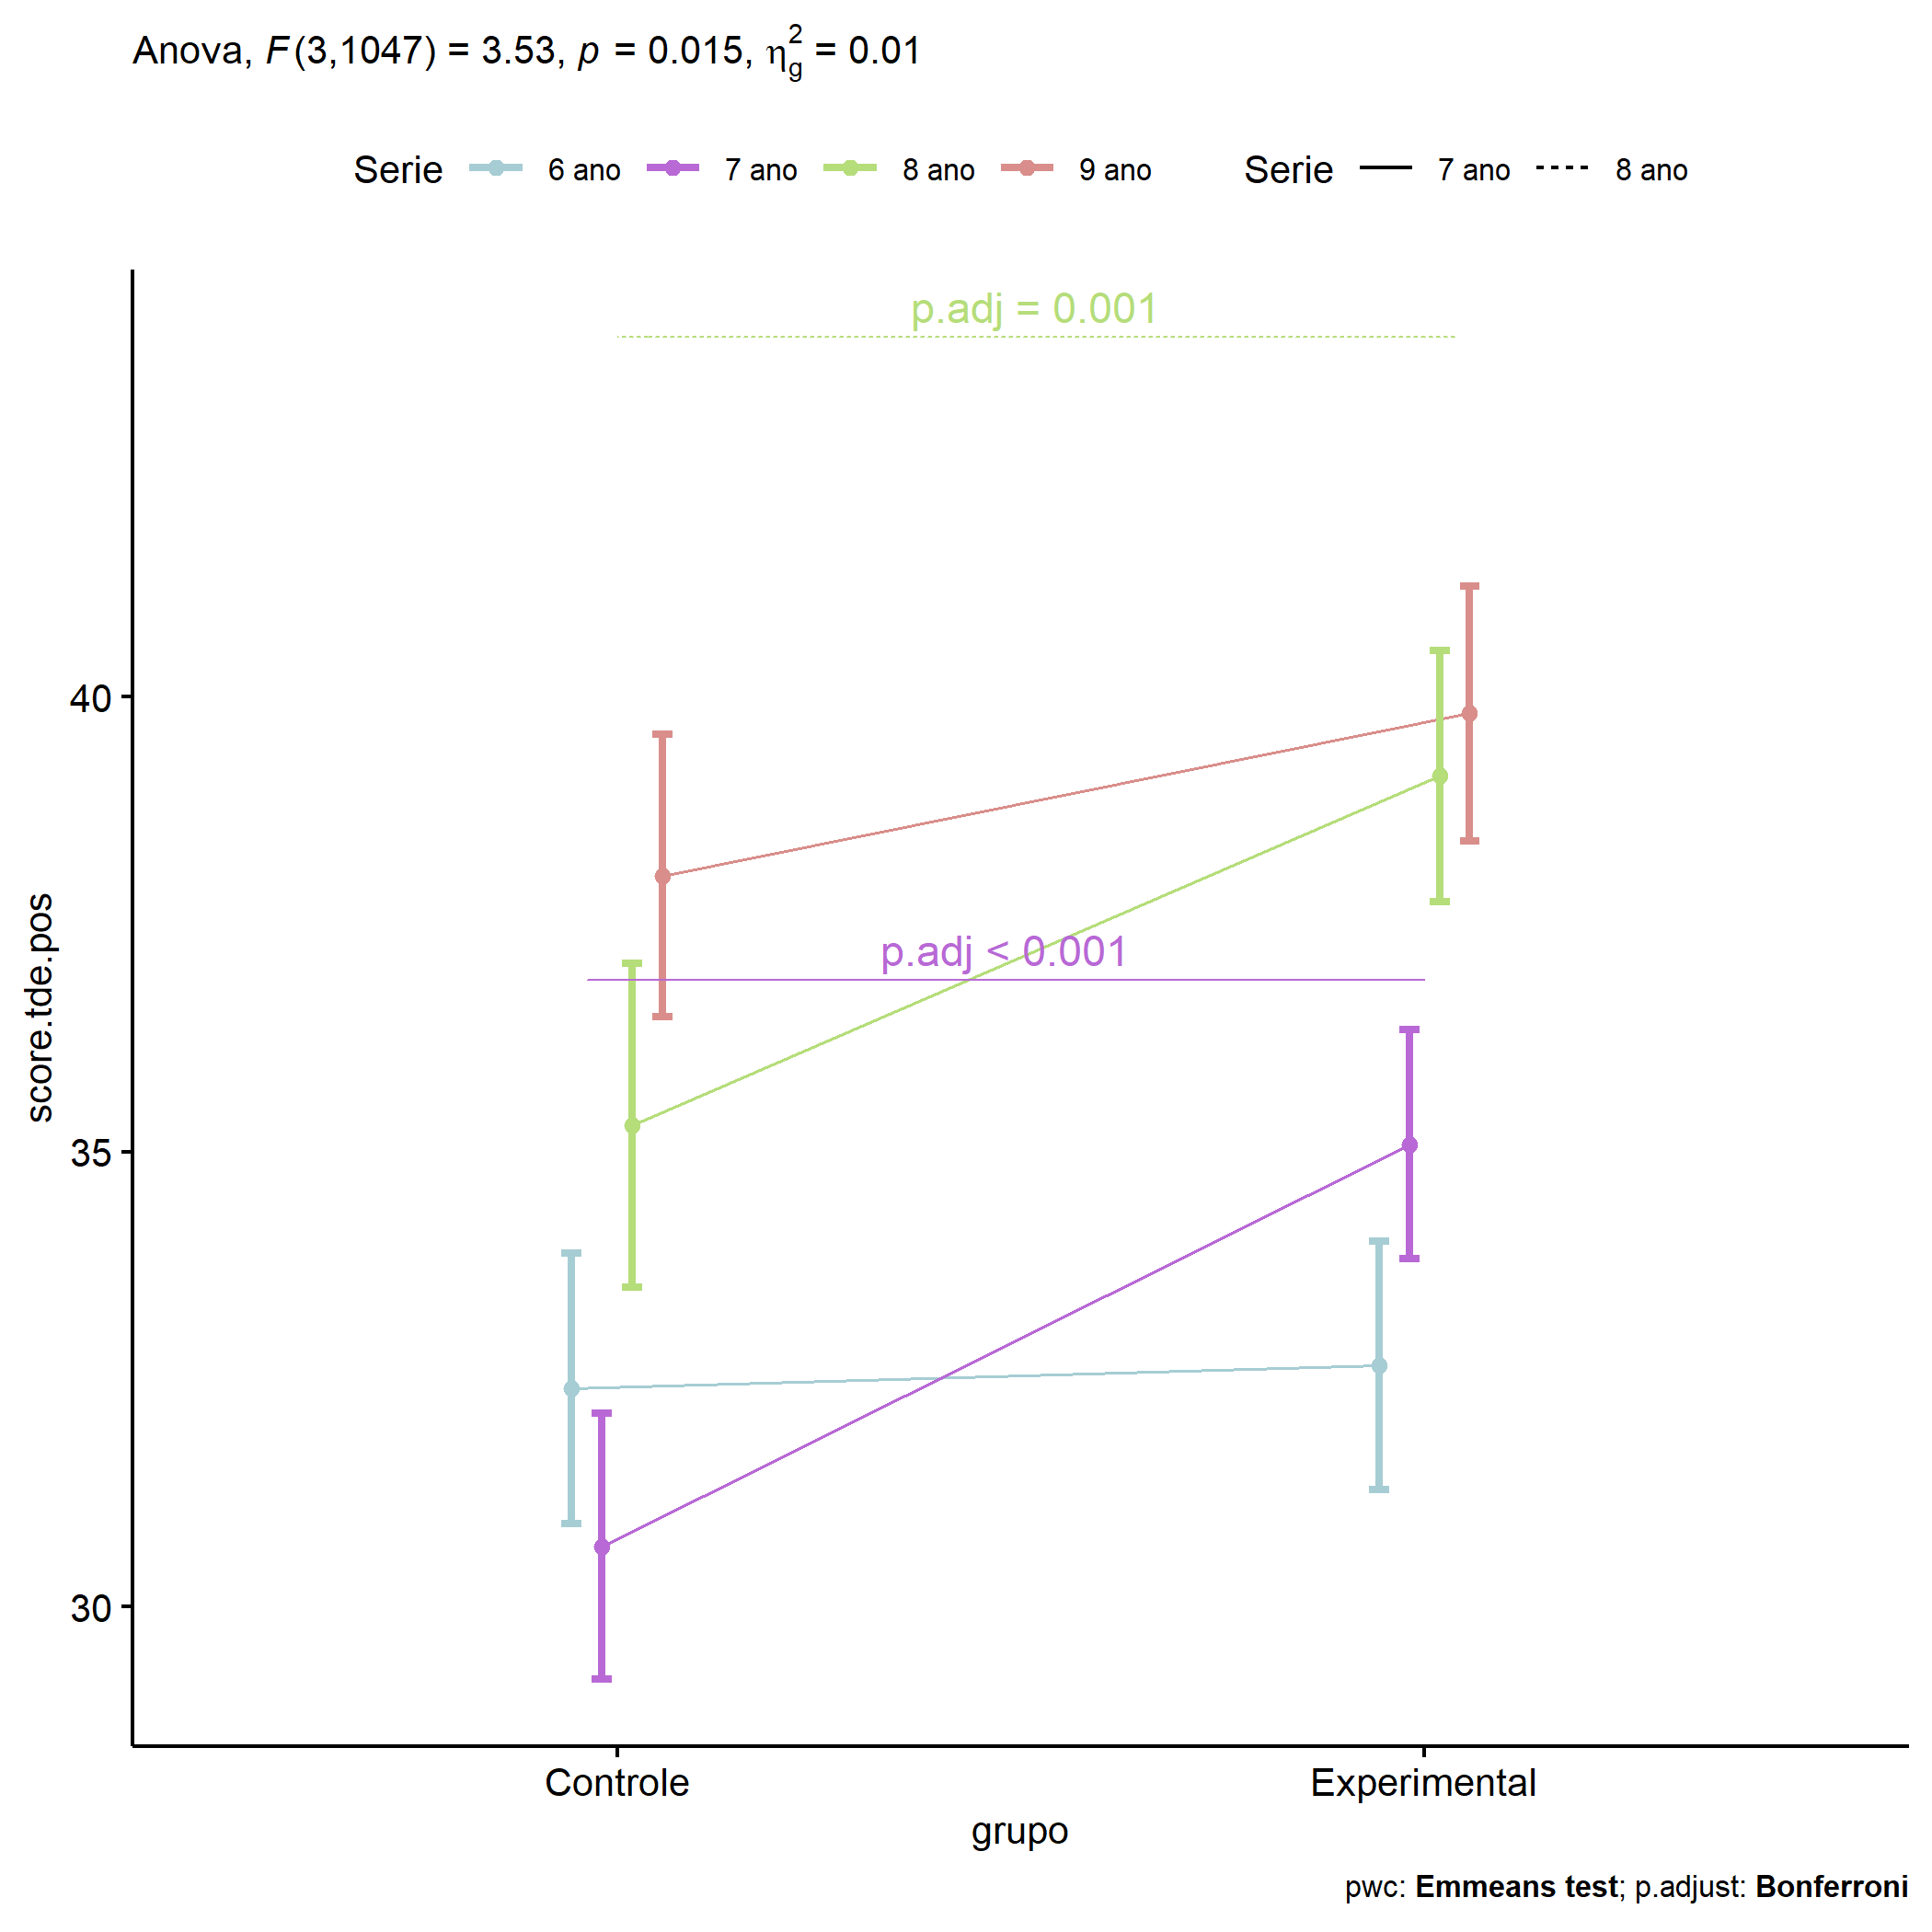 Anova, F(3,1047) = 3.53, p = 0.015, η²g = 0.01
Serie 6 ano 7 ano 8 ano 9 ano Serie 7 ano 8 ano
p.adj = 0.001
40
p.adj < 0.001
score.tde.pos
35
30
Controle Experimental
grupo
pwc: Emmeans test; p.adjust: Bonferroni